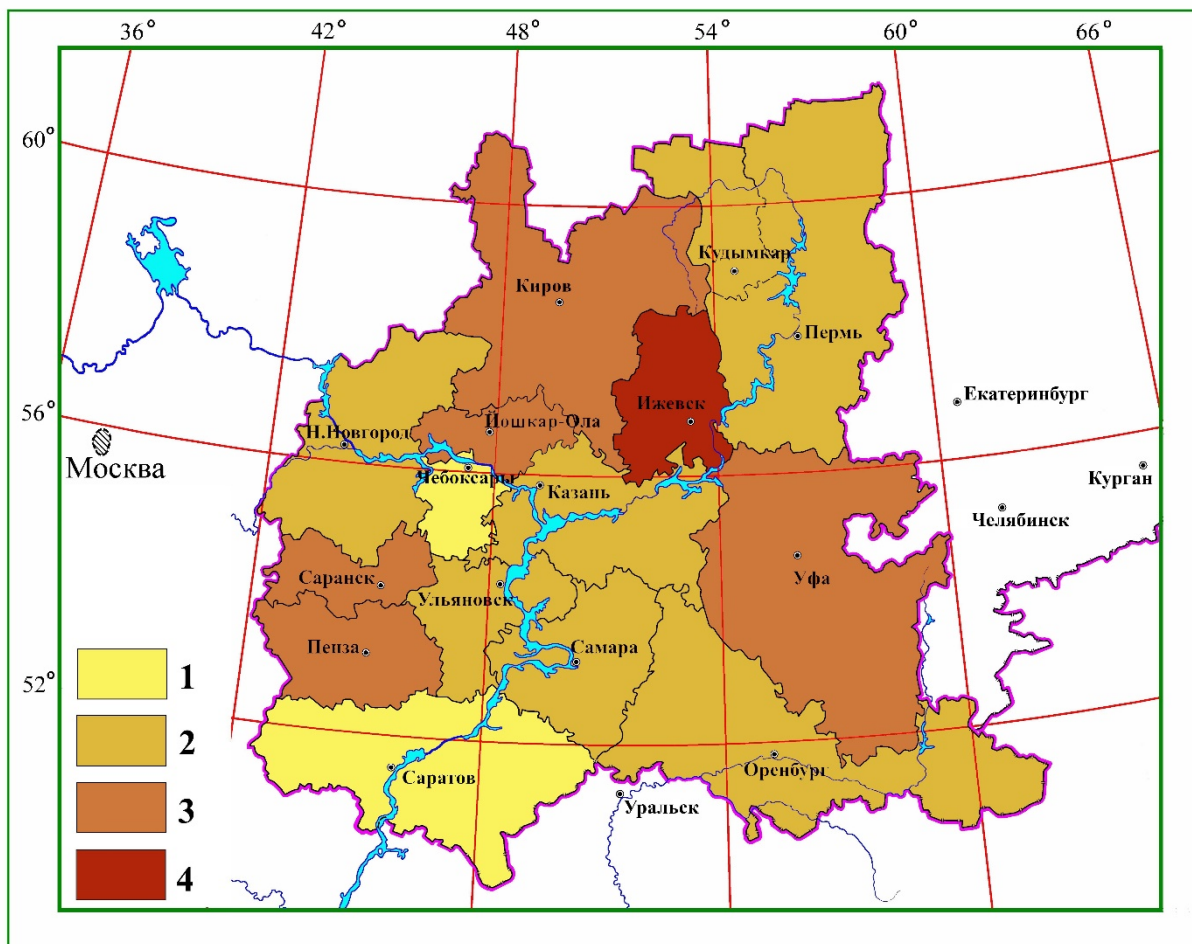 36° 42° 48° 54° 60° 66°
60°
Кудымкар
Киров
Пермь
Екатеринбург
56°
Ижевск
Йошкар-Ола
Н.Новгород
Москва
Курган
Чебоксары
Казань
Челябинск
Уфа
Саранск
Ульяновск
Пенза
Самара
1
52°
2
Саратов
Оренбург
3
Уральск
4